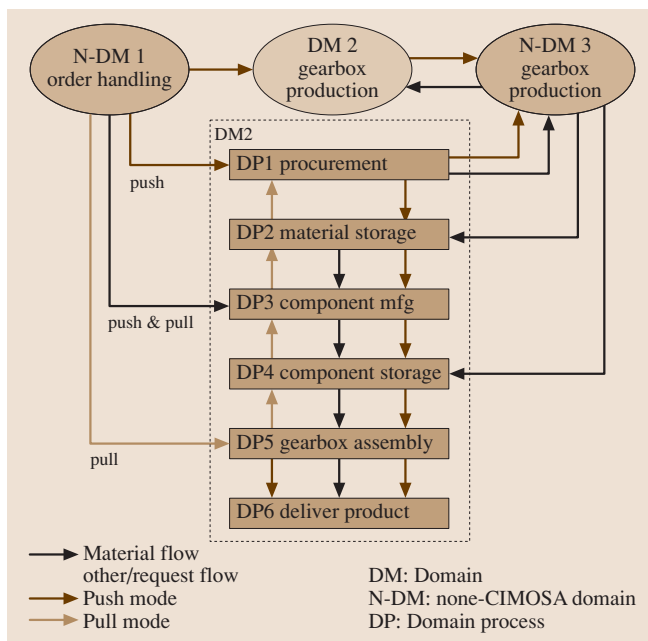 N-DM 1
order handling
DM 2
gearbox
production
N-DM 3
gearbox
production
DM2
DP1 procurement
push
DP2 material storage
DP3 component mfg
push & pull
DP4 component storage
DP5 gearbox assembly
pull
DP6 deliver product
Material flow
other/request flow
Push mode
Pull mode
DM: Domain
N-DM: none-CIMOSA domain
DP: Domain process